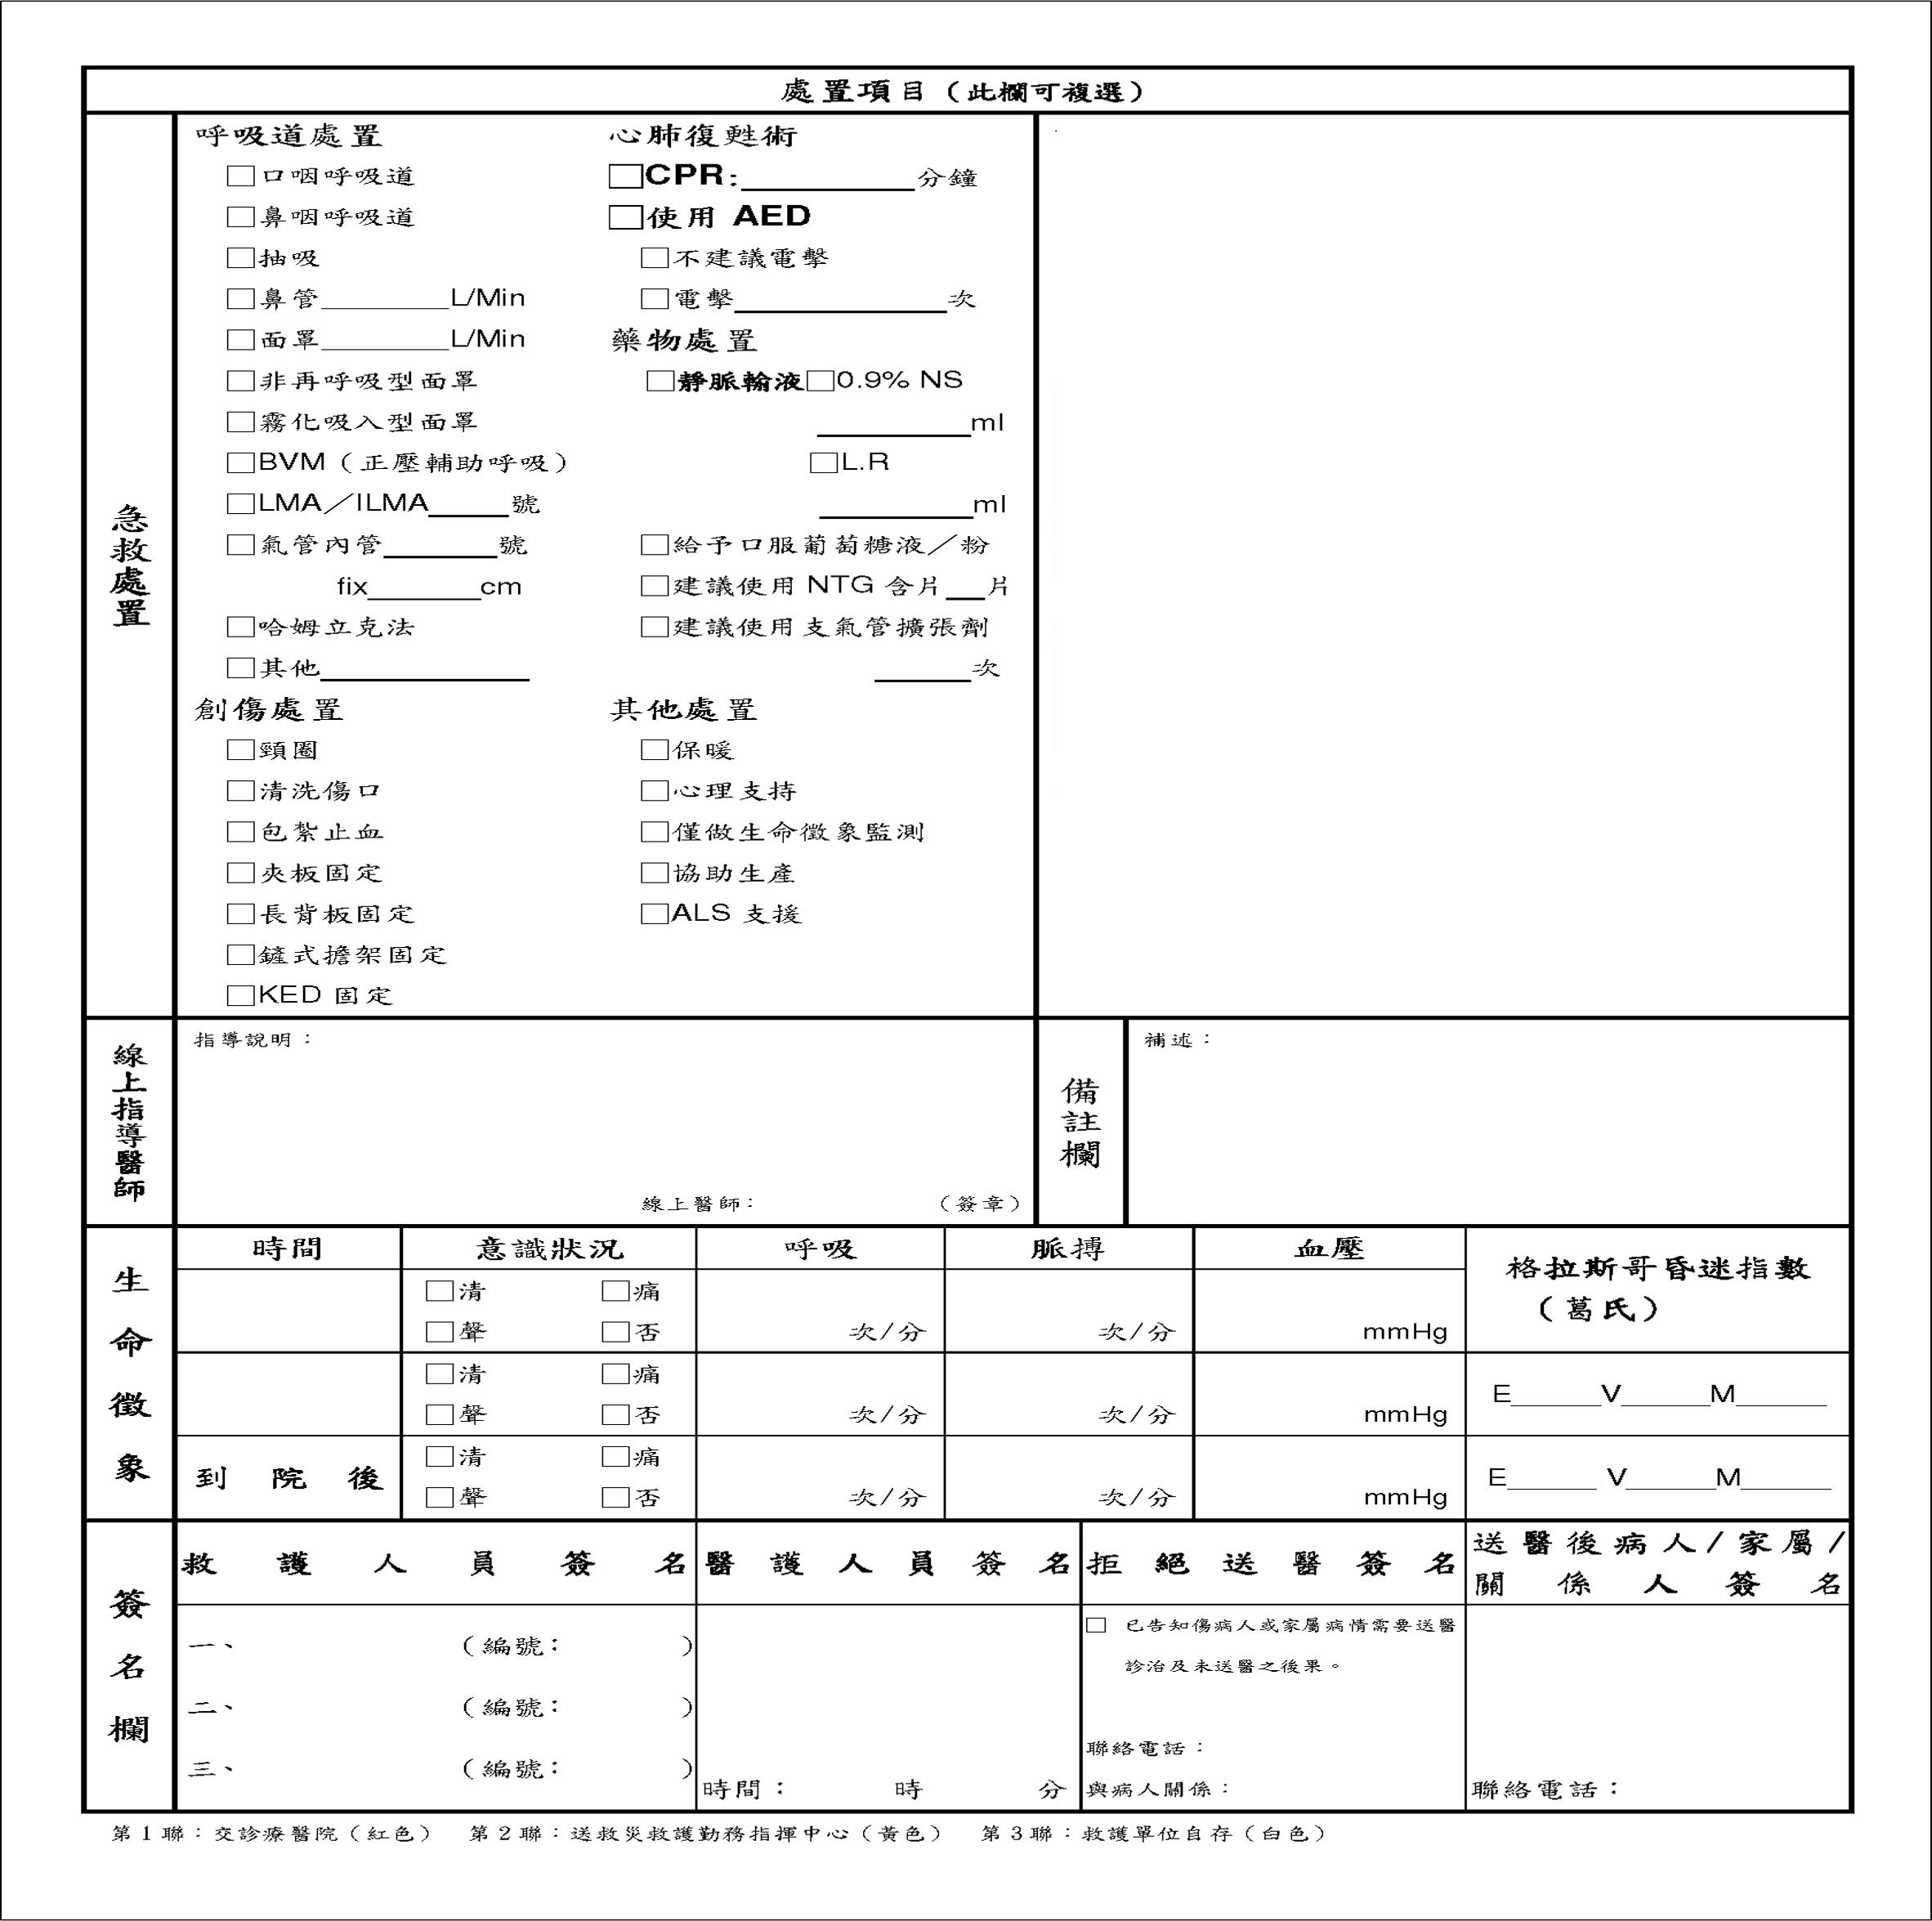 處置項目（此欄可複選）
急救處置
呼吸道處置
□口咽呼吸道
□鼻咽呼吸道
□抽吸
□鼻管________L/Min
□面罩________L/Min
□非再呼吸型面罩
□霧化吸入型面罩
□BVM（正壓輔助呼吸）
□LMA／ILMA_____號
□氣管內管_______號
fix_______cm
□哈姆立克法
□其他_____________
創傷處置
□頸圈
□清洗傷口
□包紮止血
□夾板固定
□長背板固定
□鏟式擔架固定
□KED 固定
心肺復甦術
□CPR：___________分鐘
□使用 AED
□不建議電擊
□電擊_____________次
藥物處置
□靜脈輸液□0.9% NS
__________ml
□L.R
__________ml
□給予口服葡萄糖液／粉
□建議使用 NTG 含片___片
□建議使用支氣管擴張劑
______次
其他處置
□保暖
□心理支持
□僅做生命徵象監測
□協助生產
□ALS 支援
線上指導醫師
指導說明：
線上醫師： （簽章）
備註欄
補述：
生命徵象
時間 意識狀況 呼吸 脈搏 血壓 格拉斯哥昏迷指數
（葛氏）
□清 □痛
□聲 □否 次/分 次/分 mmHg
□清 □痛
□聲 □否 次/分 次/分 mmHg E______V______M______
到院後 □清 □痛
□聲 □否 次/分 次/分 mmHg E______ V______M______
簽名欄
救護人員簽名 醫護人員簽名 拒絕送醫簽名 送醫後病人/家屬/
關係人簽名
一、 （編號： ）
二、 （編號： ）
三、 （編號： ）
時間： 時 分
□ 已告知傷病人或家屬病情需要送醫
診治及未送醫之後果。
聯絡電話：
與病人關係：
聯絡電話：
第1聯：交診療醫院（紅色） 第2聯：送救災救護勤務指揮中心（黃色） 第3聯：救護單位自存（白色）